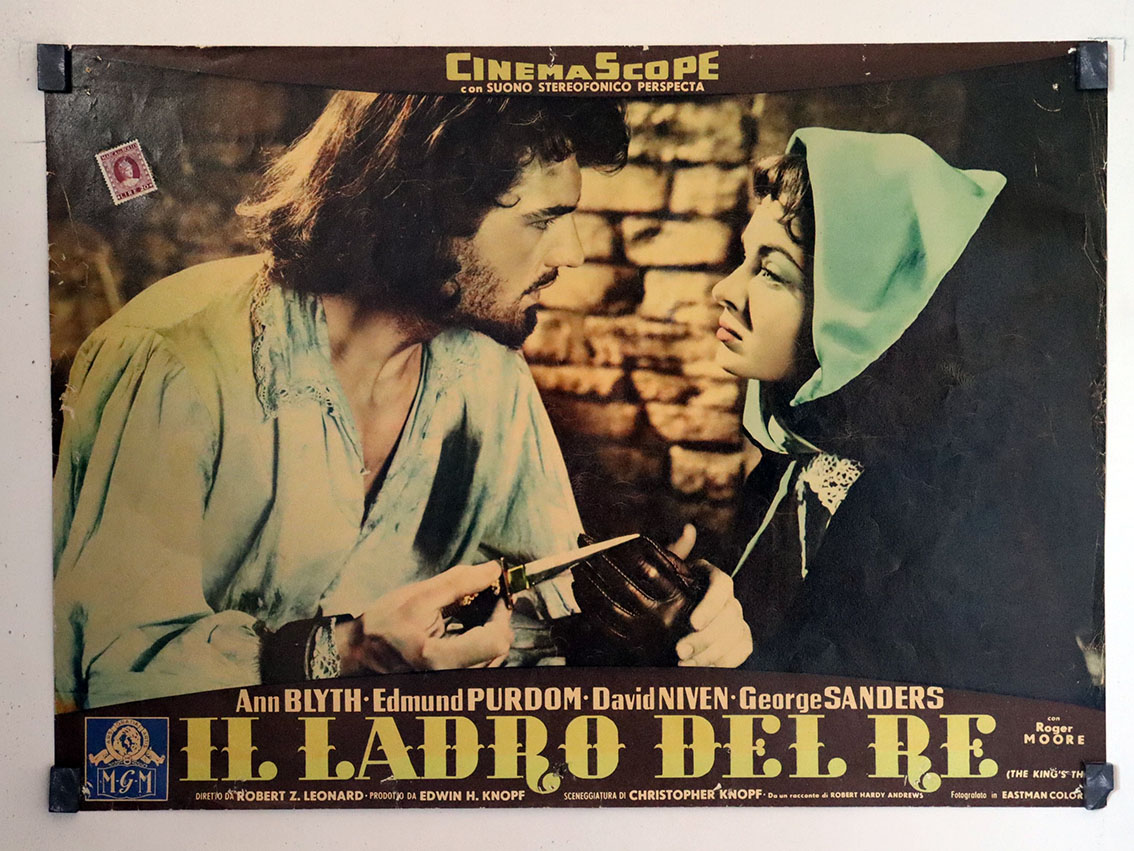 CINEMASCOPE
con SUONO STEREOFONICO PERSPECTA
LIRE 20
Ann BLYTH · Edmund PURDOM · David NIVEN · George SANDERS
IL LADRO DEL RE
con
Roger
MOORE
(THE KING'S
M-G-M
DIRETTO DA ROBERT Z. LEONARD · PRODOTTO DA EDWIN H. KNOPF SCENEGGIATURA DI CHRISTOPHER KNOPF · Da un racconto di ROBERT HARDY ANDREWS Fotografato in EASTMAN COLOR